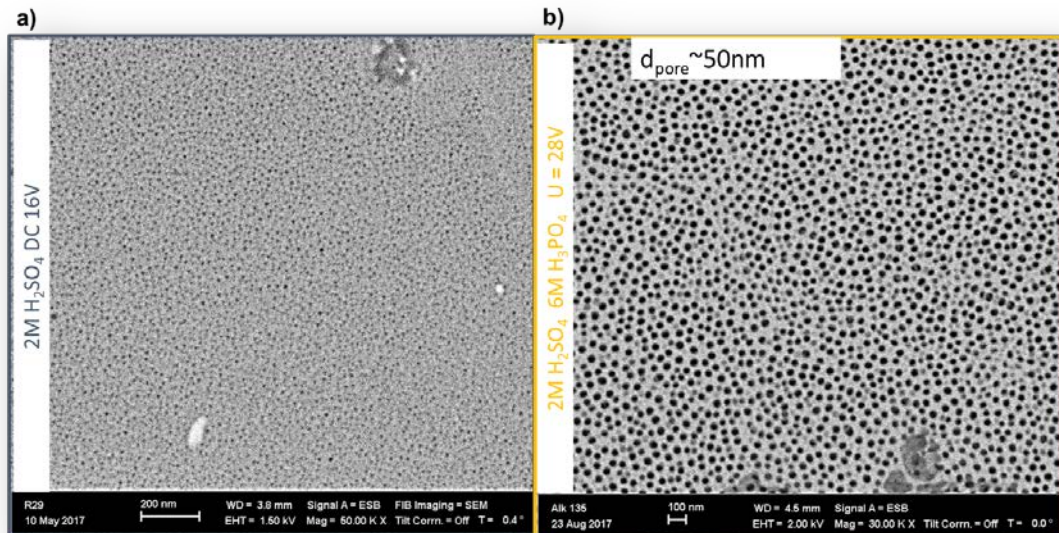 a)
2M H₂SO₄ DC 16V
R29
10 May 2017
200 nm
WD = 3.8 mm
EHT = 1.50 kV
Signal A = ESB
Mag = 50.00 K X
FIB Imaging = SEM
Tilt Corrn. = Off T = 0.4°
b)
d_pore~50nm
2M H₂SO₄ 6M H₃PO₄ U = 28V
Alk 135
23 Aug 2017
100 nm
WD = 4.5 mm
EHT = 2.00 kV
Signal A = ESB
Mag = 30.00 K X
Tilt Corrn. = Off T = 0.0°